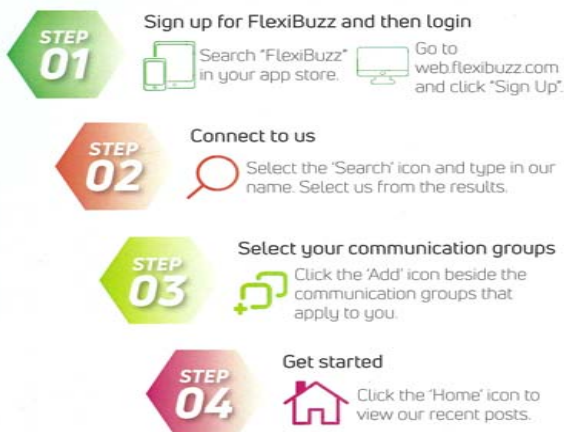 STEP
01
Sign up for FlexiBuzz and then login
Search "FlexiBuzz"
in your app store.
Go to
web.flexibuzz.com
and click "Sign Up".
STEP
02
Connect to us
Select the 'Search' icon and type in our
name. Select us from the results.
STEP
03
Select your communication groups
Click the 'Add' icon beside the
communication groups that
apply to you.
STEP
04
Get started
Click the 'Home' icon to
view our recent posts.